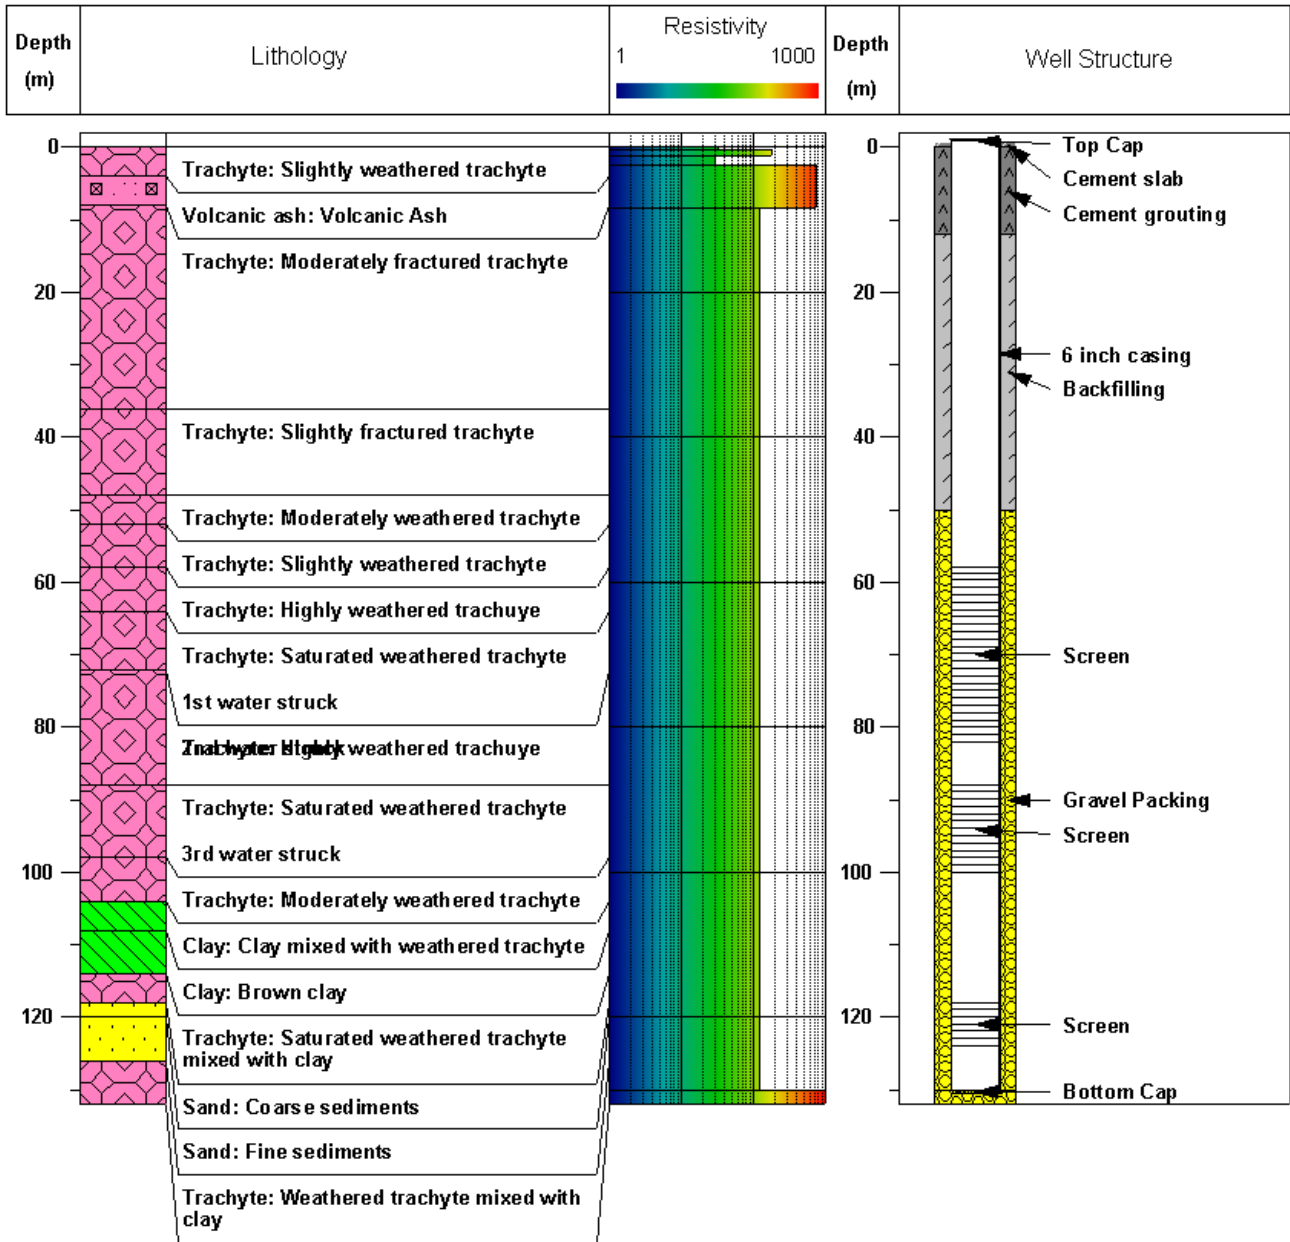 Depth
(m)
Lithology
Resistivity
1 1000
Depth
(m)
Well Structure
0
20
40
60
80
100
120
Trachyte: Slightly weathered trachyte
Volcanic ash: Volcanic Ash
Trachyte: Moderately fractured trachyte
Trachyte: Slightly fractured trachyte
Trachyte: Moderately weathered trachyte
Trachyte: Slightly weathered trachyte
Trachyte: Highly weathered trachuye
Trachyte: Saturated weathered trachyte
1st water struck
weathered trachuye
Trachyte: Saturated weathered trachyte
3rd water struck
Trachyte: Moderately weathered trachyte
Clay: Clay mixed with weathered trachyte
Clay: Brown clay
Trachyte: Saturated weathered trachyte
mixed with clay
Sand: Coarse sediments
Sand: Fine sediments
Trachyte: Weathered trachyte mixed with
clay
0
20
40
60
80
100
120
Top Cap
Cement slab
Cement grouting
6 inch casing
Backfilling
Screen
Gravel Packing
Screen
Screen
Bottom Cap